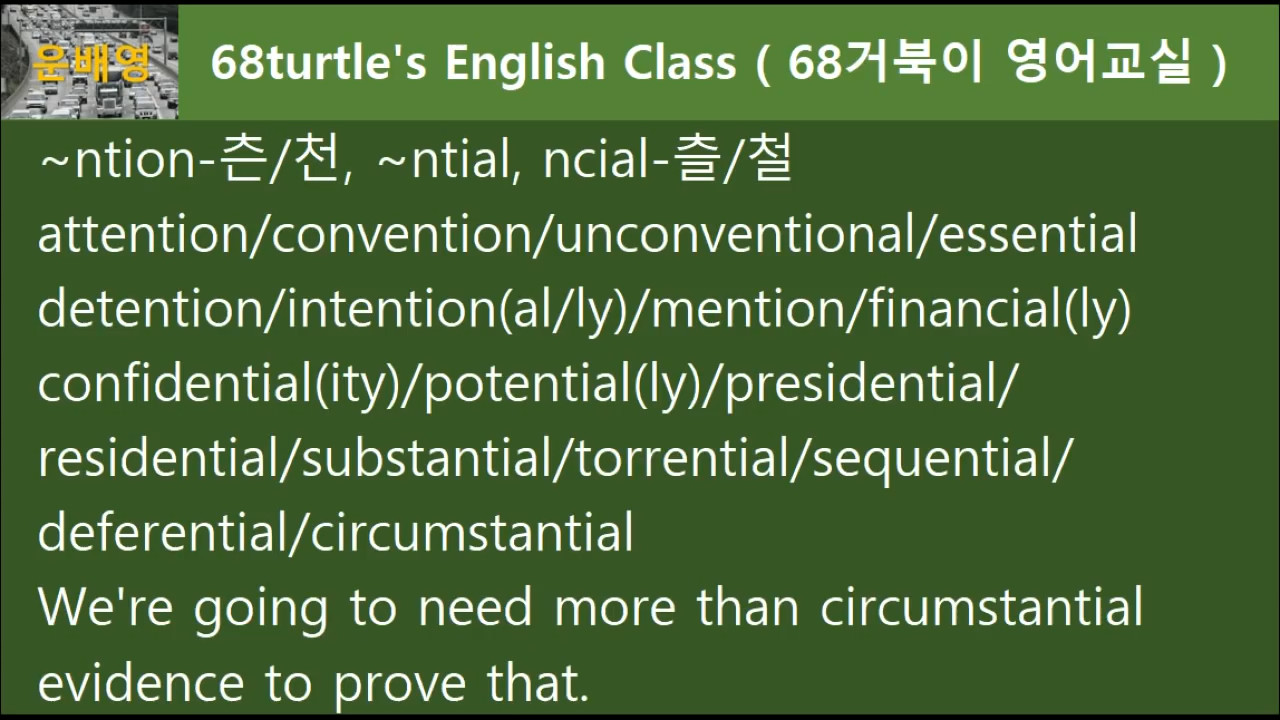 운배영
68turtle's English Class ( 68거북이 영어교실 )
~ntion-츤/천, ~ntial, ncial-츨/철
attention/convention/unconventional/essential
detention/intention(al/ly)/mention/financial(ly)
confidential(ity)/potential(ly)/presidential/
residential/substantial/torrential/sequential/
deferential/circumstantial
We're going to need more than circumstantial
evidence to prove that.